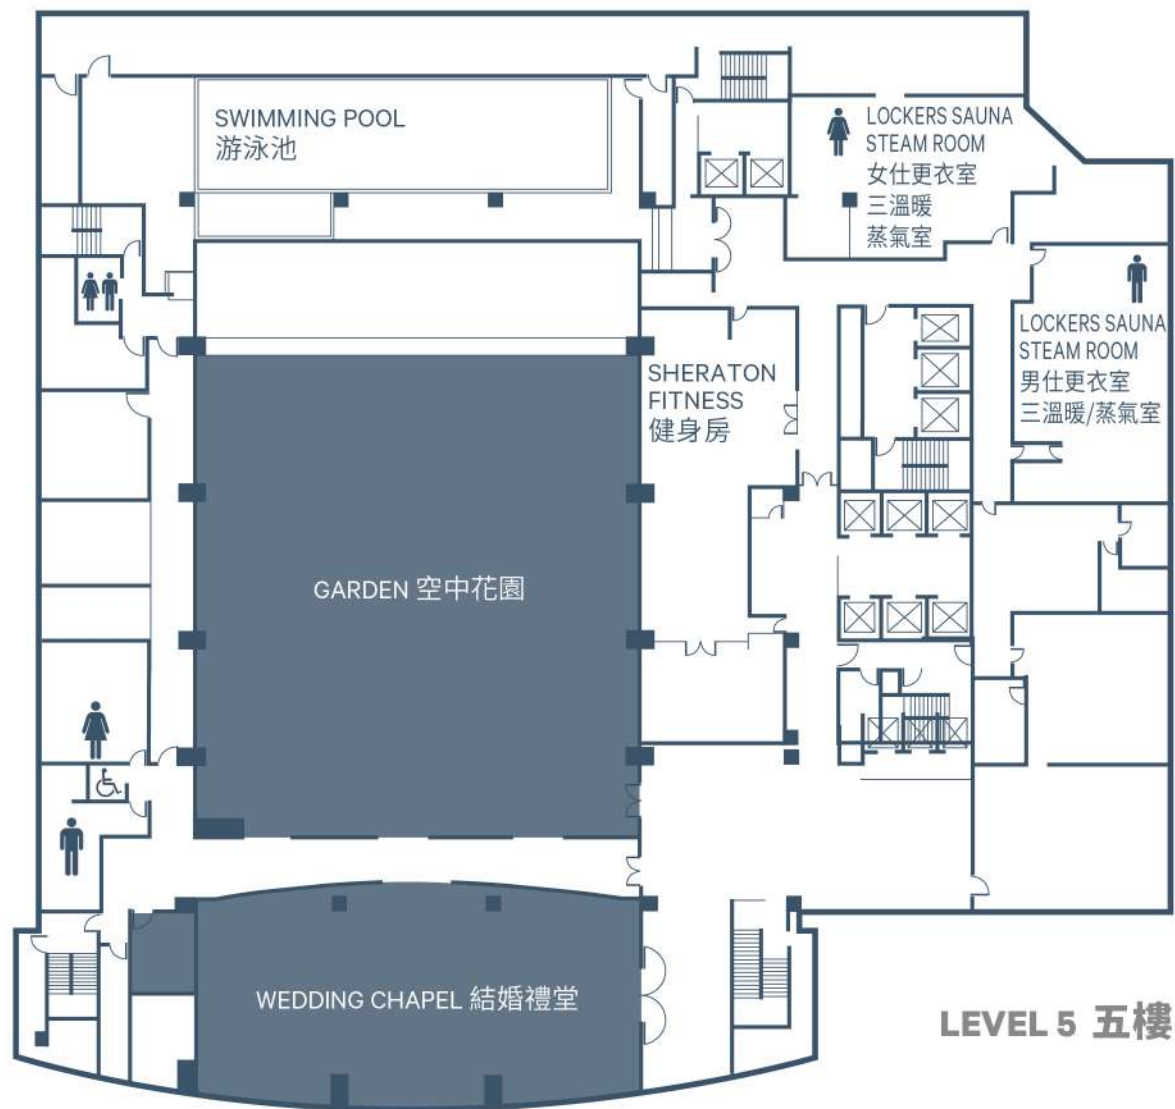 SWIMMING POOL
游泳池
LOCKERS SAUNA
STEAM ROOM
女仕更衣室
三溫暖
蒸氣室
LOCKERS SAUNA
STEAM ROOM
男仕更衣室
三溫暖/蒸氣室
SHERATON
FITNESS
健身房
GARDEN 空中花園
WEDDING CHAPEL 結婚禮堂
LEVEL 5 五樓